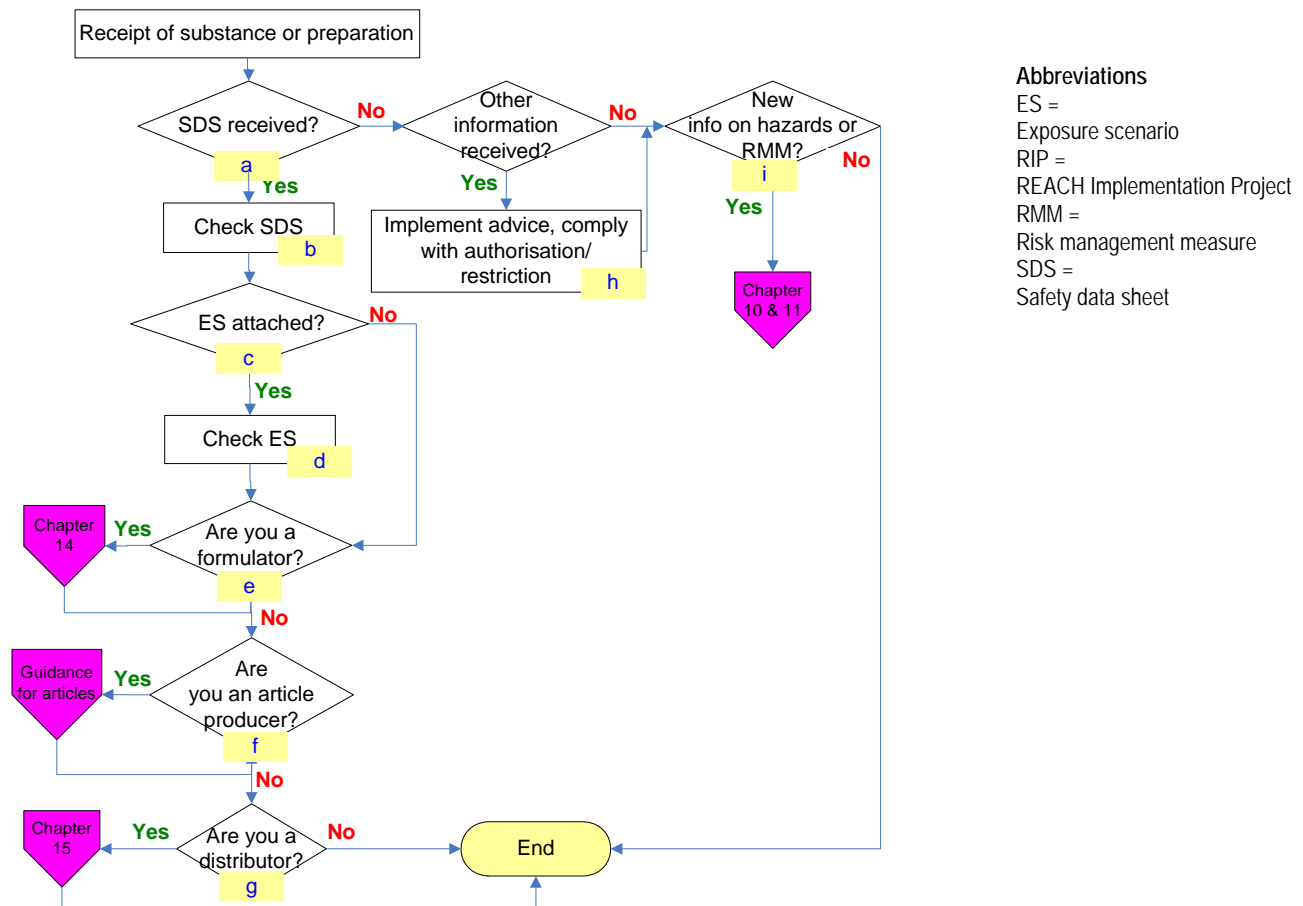 Receipt of substance or preparation
SDS received?
a
No
Other
information
received?
No
New
info on hazards or
RMM?
i
No
Yes
Check SDS
b
Yes
Implement advice, comply
with authorisation/
restriction
h
Yes
Chapter
10 & 11
ES attached?
c
No
Yes
Check ES
d
Chapter
14
Yes
Are you a
formulator?
e
No
Guidance
for articles
Yes
Are
you an article
producer?
f
No
Chapter
15
Yes
Are you a
distributor?
g
No
End
Abbreviations
ES =
Exposure scenario
RIP =
REACH Implementation Project
RMM =
Risk management measure
SDS =
Safety data sheet